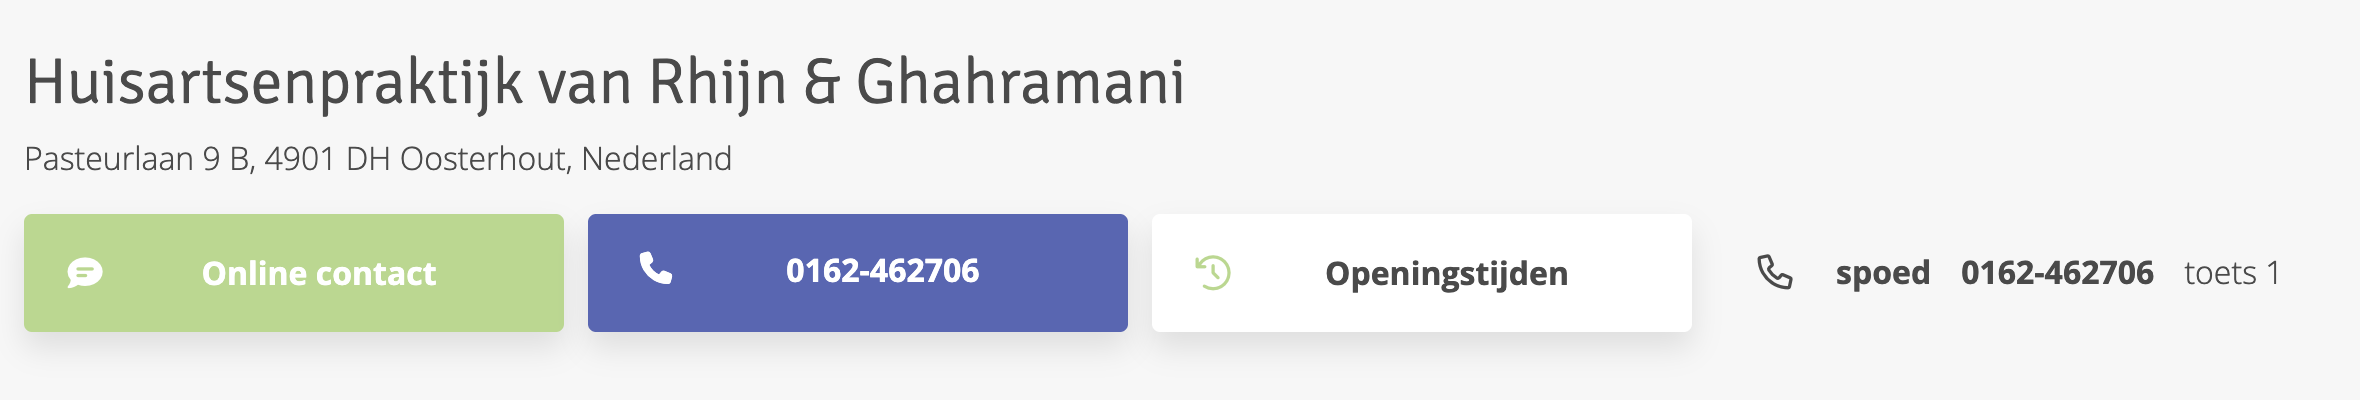 Huisartsenpraktijk van Rhijn & Ghahramani
Pasteurlaan 9 B, 4901 DH Oosterhout, Nederland
Online contact
0162-462706
Openingstijden
spoed 0162-462706 toets 1